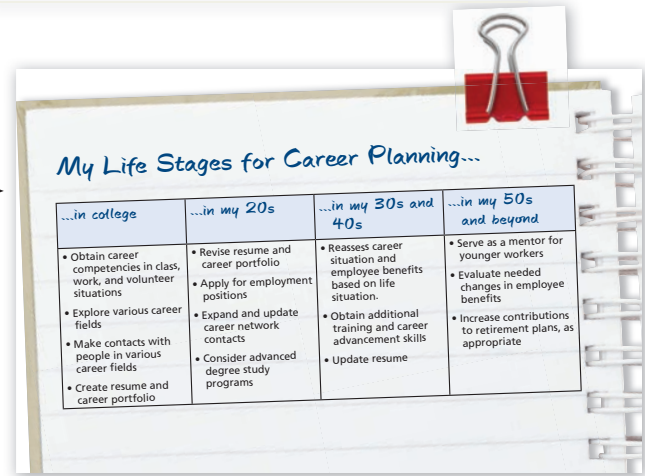 My Life Stages for Career Planning...
...in college
...in my 20s
...in my 30s and
40s
...in my 50s
and beyond
• Obtain career
competencies in class,
work, and volunteer
situations
• Explore various career
fields
• Make contacts with
people in various
career fields
• Create resume and
career portfolio
• Revise resume and
career portfolio
• Apply for employment
positions
• Expand and update
career network
contacts
• Consider advanced
degree study
programs
• Reassess career
situation and
employee benefits
based on life
situation.
• Obtain additional
training and career
advancement skills
• Update resume
• Serve as a mentor for
younger workers
• Evaluate needed
changes in employee
benefits
• Increase contributions
to retirement plans, as
appropriate